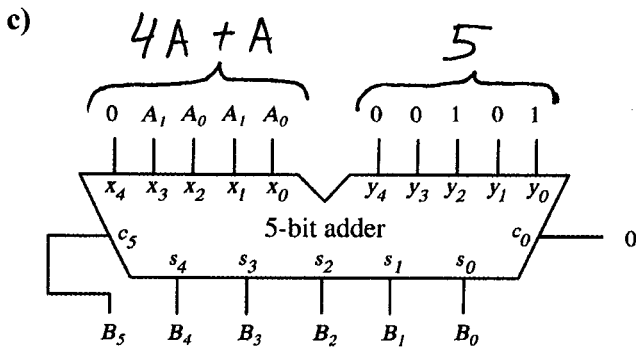 c)
4A + A 5
0 A₁ A₀ A₁ A₀ 0 0 1 0 1
x₄ x₃ x₂ x₁ x₀ y₄ y₃ y₂ y₁ y₀
c₅ 5-bit adder c₀ 0
s₄ s₃ s₂ s₁ s₀
B₅ B₄ B₃ B₂ B₁ B₀